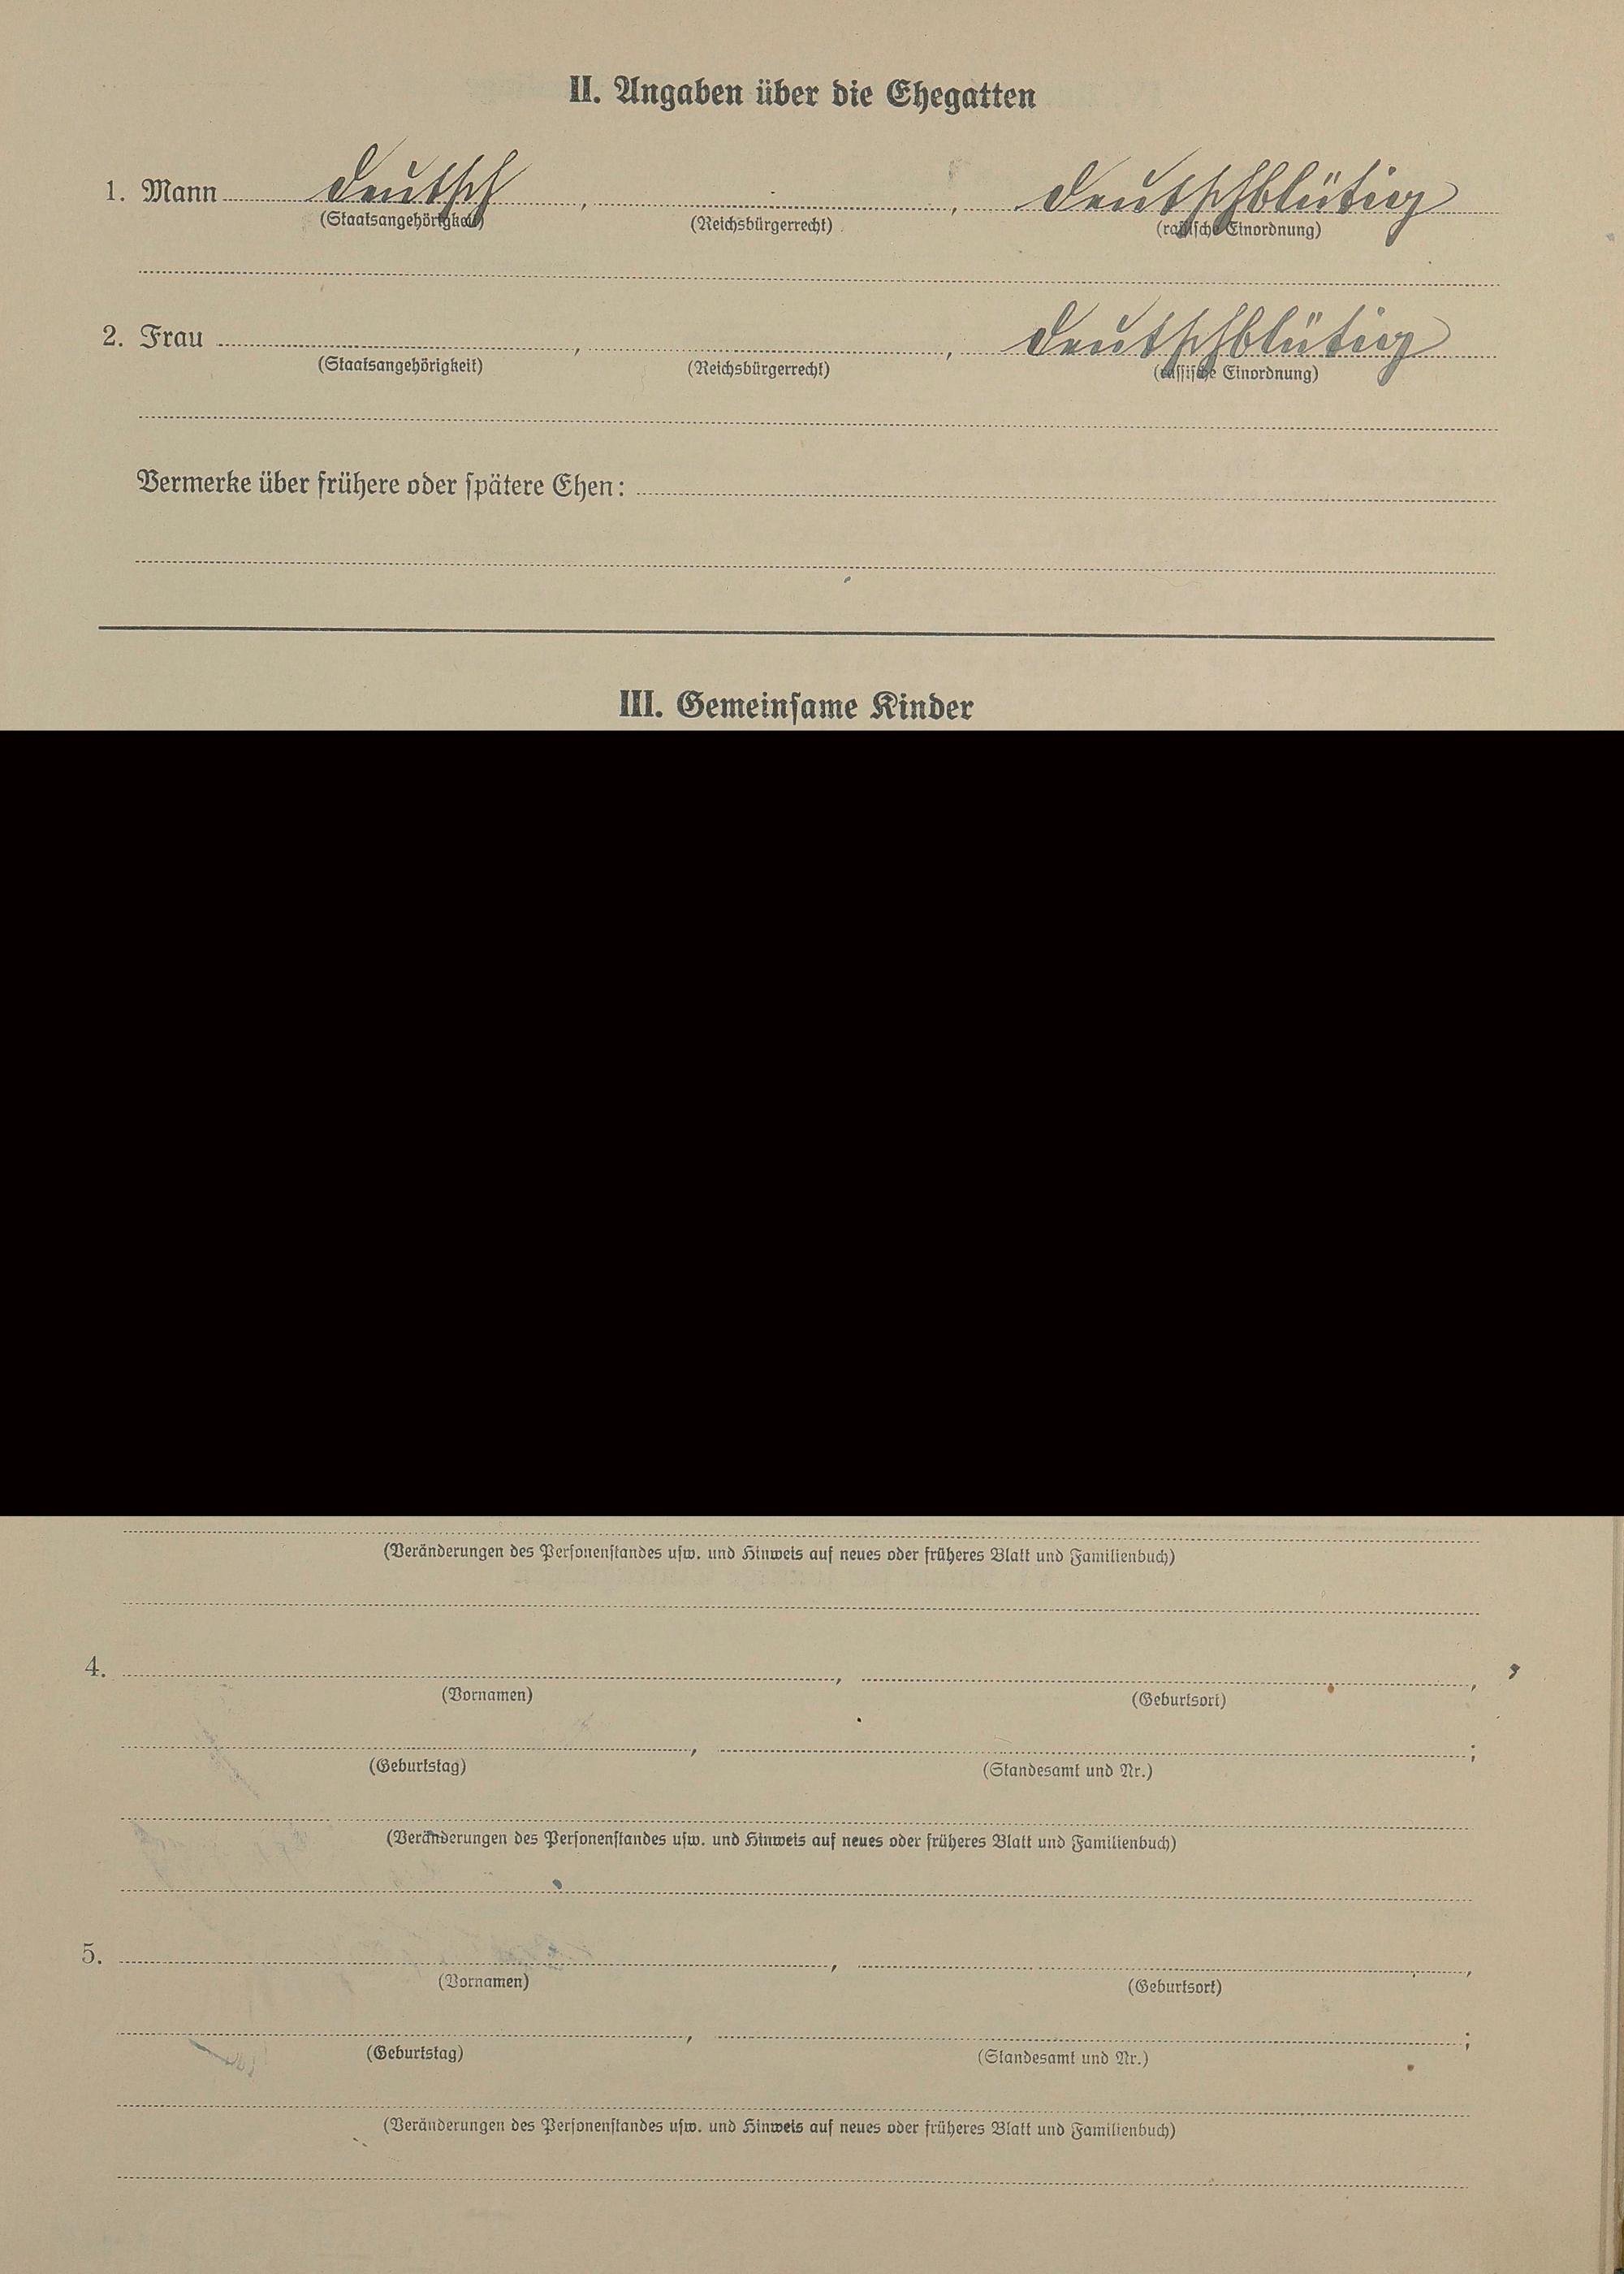 II. Angaben über die Ehegatten
1. Mann deutsch, , deutschblütig
(Staatsangehörigkeit) (Reichsbürgerrecht) (rassische Einordnung)
2. Frau , , deutschblütig
(Staatsangehörigkeit) (Reichsbürgerrecht) (rassische Einordnung)
Vermerke über frühere oder spätere Ehen:
III. Gemeinsame Kinder
(Veränderungen des Personenstandes usw. und Hinweis auf neues oder früheres Blatt und Familienbuch)
4. , ,
(Vornamen) (Geburtsort)
, ;
(Geburtstag) (Standesamt und Nr.)
(Veränderungen des Personenstandes usw. und Hinweis auf neues oder früheres Blatt und Familienbuch)
5. , ,
(Vornamen) (Geburtsort)
, ;
(Geburtstag) (Standesamt und Nr.)
(Veränderungen des Personenstandes usw. und Hinweis auf neues oder früheres Blatt und Familienbuch)